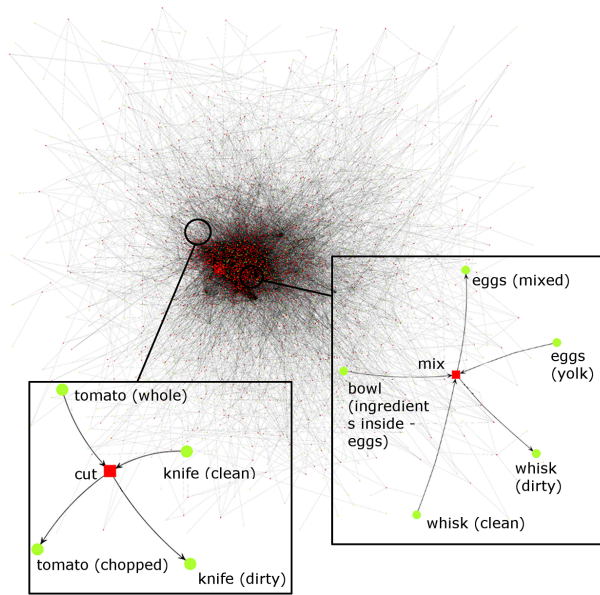 eggs (mixed)
mix
eggs
(yolk)
bowl
(ingredient
s inside -
eggs)
whisk
(dirty)
whisk (clean)
tomato (whole)
cut
knife (clean)
tomato (chopped)
knife (dirty)